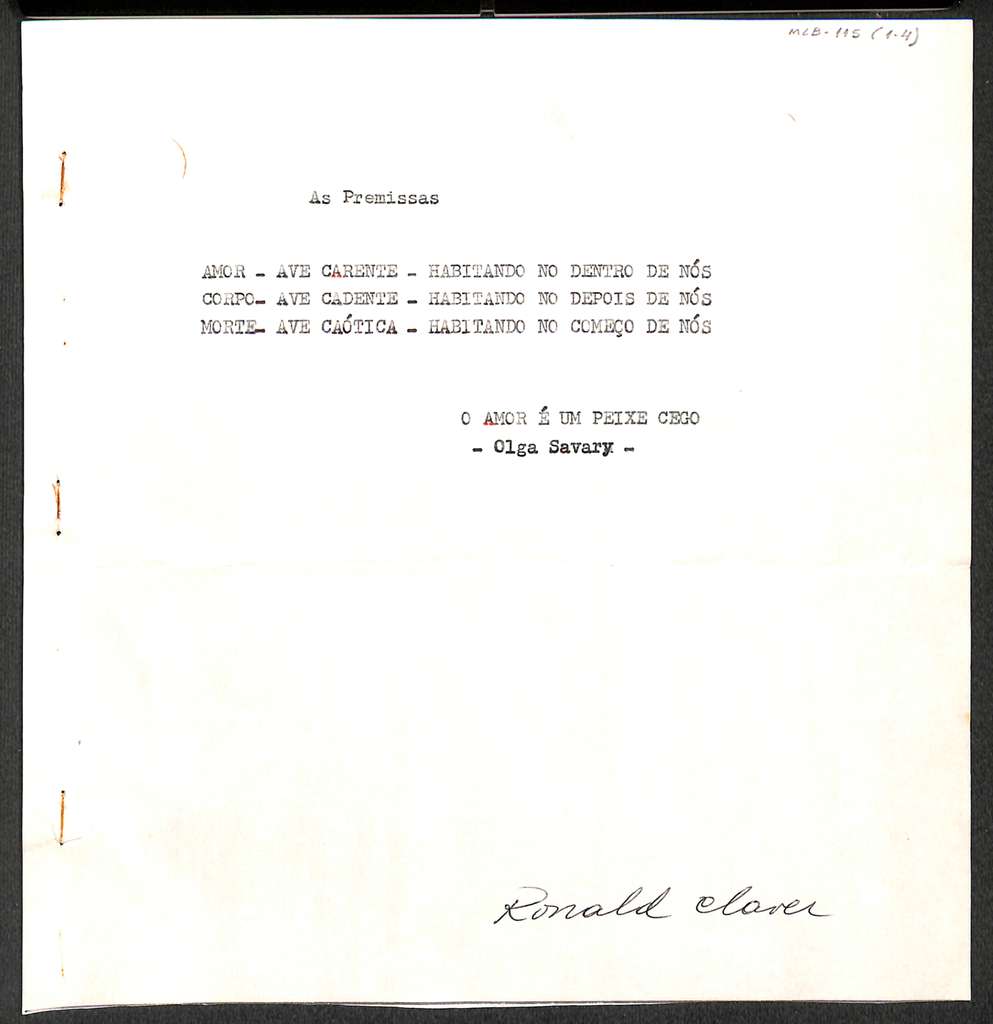 MLB-115 (1-4)
As Premissas
AMOR - AVE CARENTE - HABITANDO NO DENTRO DE NÓS
CORPO- AVE CADENTE - HABITANDO NO DEPOIS DE NÓS
MORTE- AVE CAÓTICA - HABITANDO NO COMEÇO DE NÓS
O AMOR É UM PEIXE CEGO
- Olga Savary -
Ronald Claver